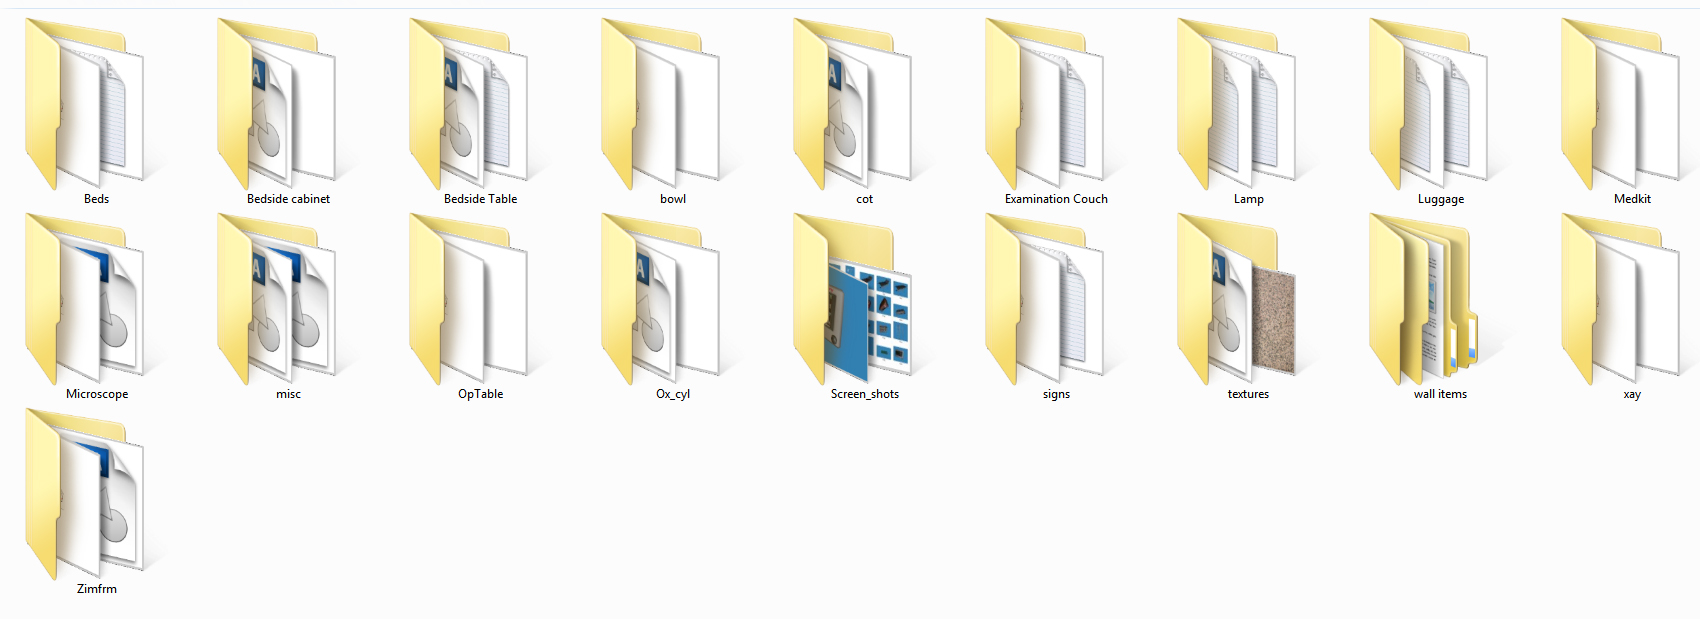 Beds
Bedside cabinet
Bedside Table
bowl
cot
Examination Couch
Lamp
Luggage
Medkit
Microscope
misc
OpTable
Ox_cyl
Screen_shots
signs
textures
wall items
xay
Zimfrm